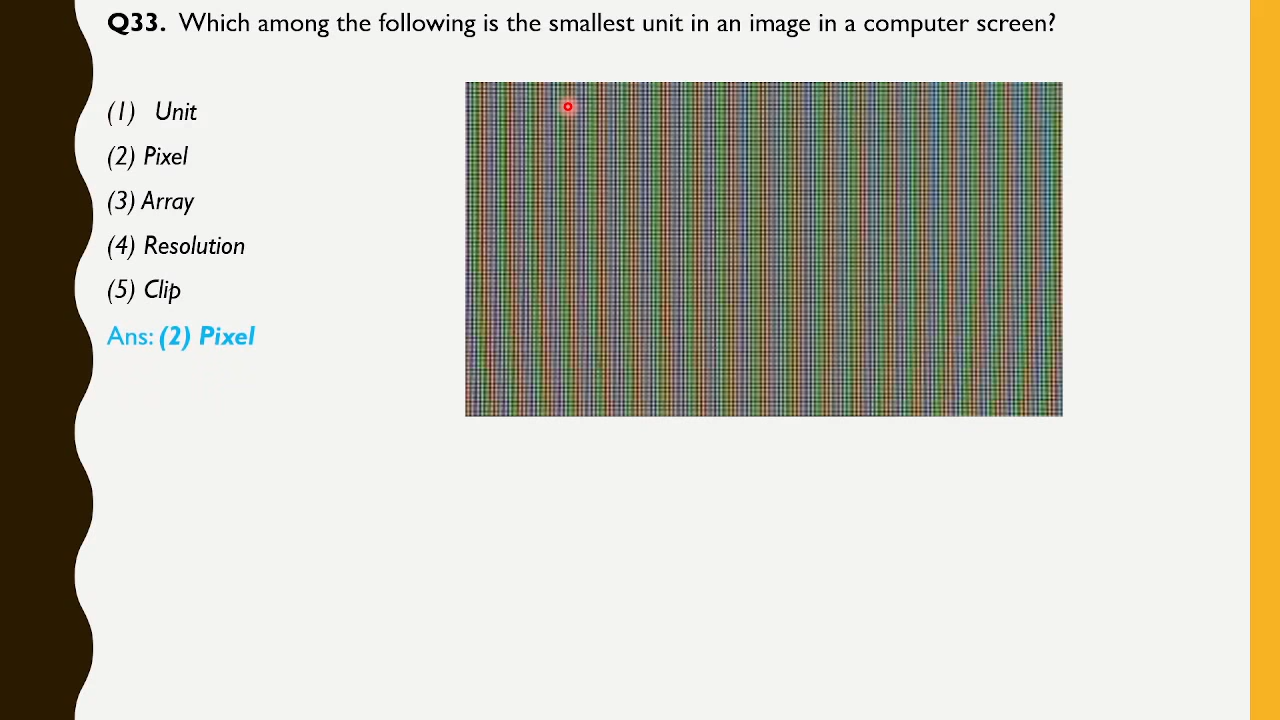 Q33. Which among the following is the smallest unit in an image in a computer screen?
(1) Unit
(2) Pixel
(3) Array
(4) Resolution
(5) Clip
Ans: (2) Pixel